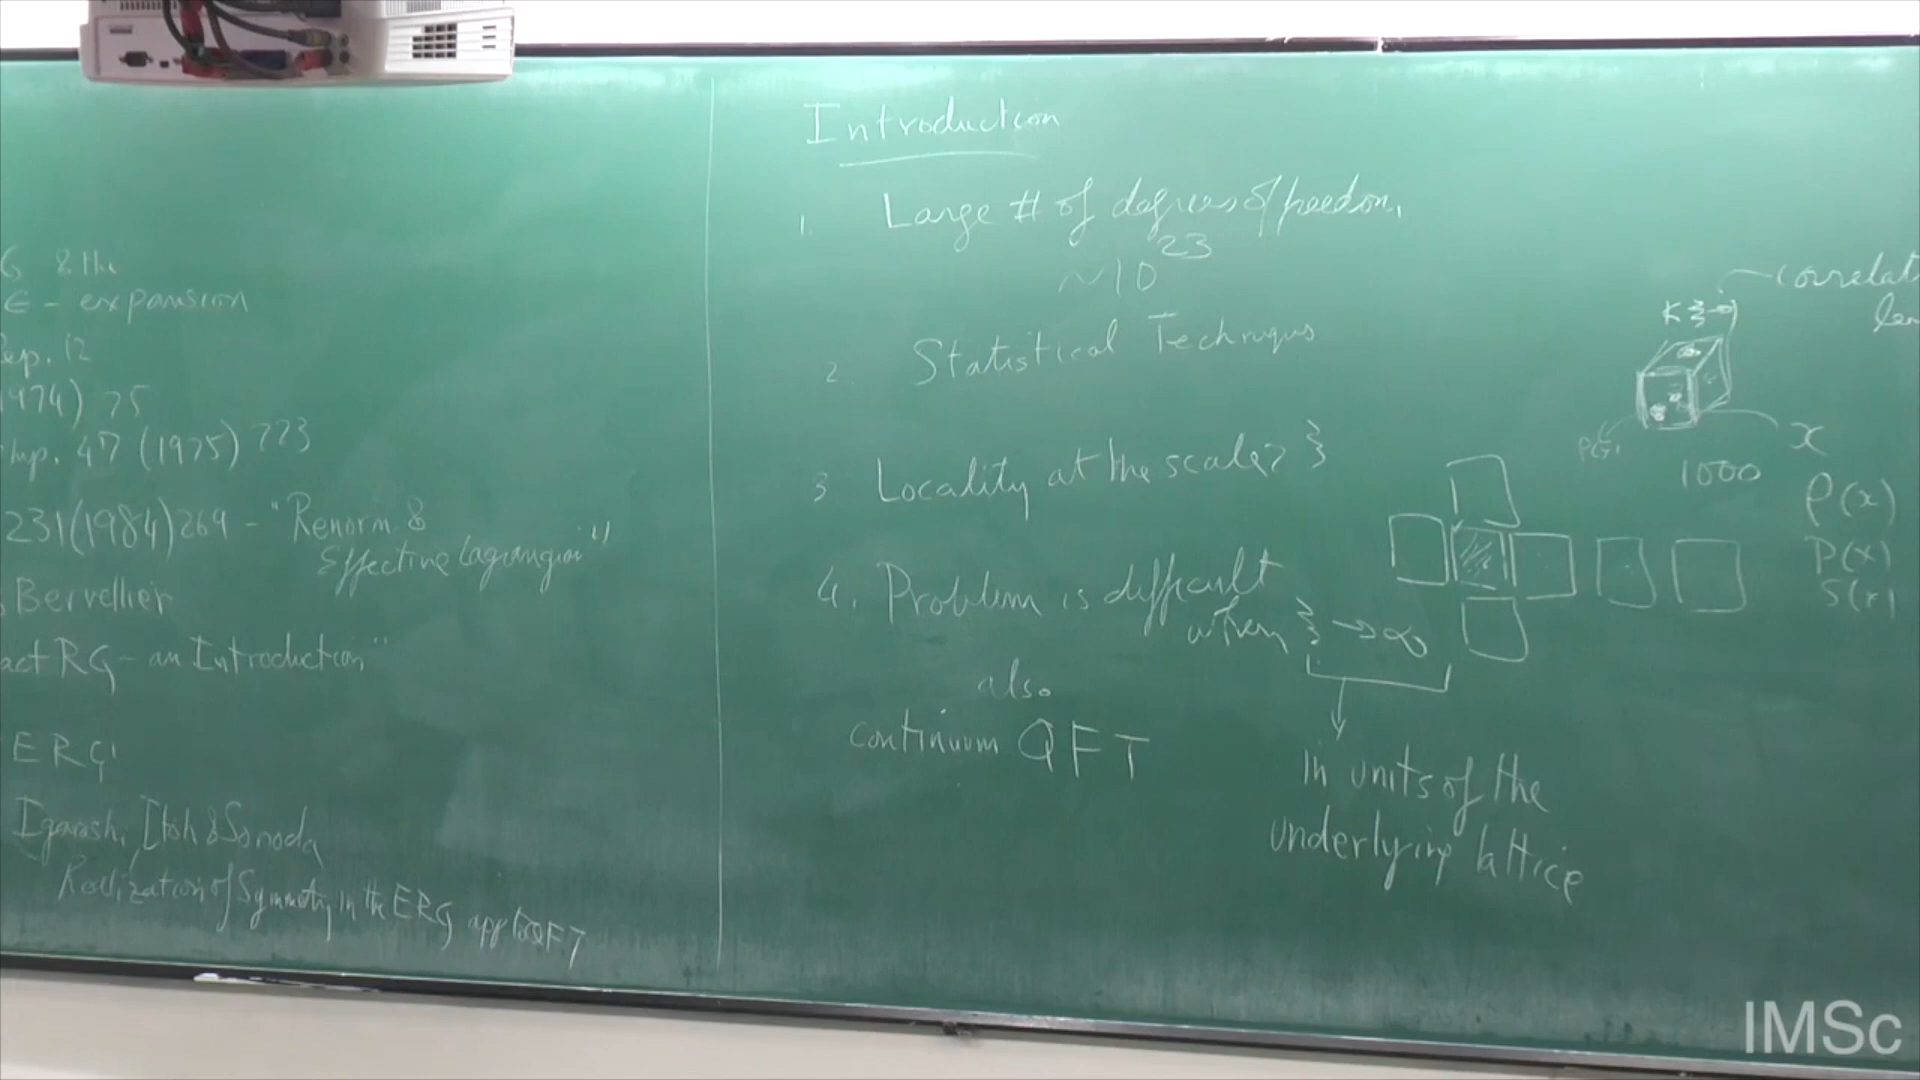 G & the
ϵ - expansion
Rep. 12
1974) 75
47 (1975) 773
231(1984)269 - "Renorm. &
Effective Lagrangian"
Bervellier
act RG - an Introduction"
ERG
Igarashi, Itoh & Sonoda
Realization of Symmetry in the ERG app to QFT
Introduction
1. Large # of degrees of freedom,
~10^23
2. Statistical Techniques
3 Locality at the scale > ξ
4. Problem is difficult
when ξ → ∞
also
continuum QFT
in units of the
underlying lattice
correlat
len
ξ
x
1000
ρ(x)
P(x)
S(x)
IMSc